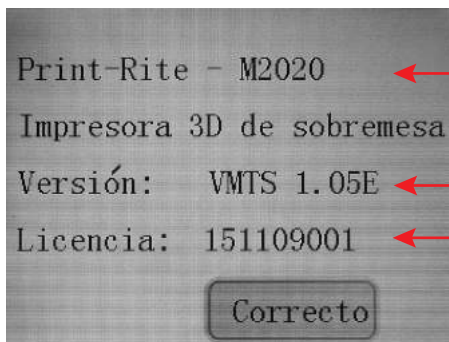 Print-Rite - M2020
Impresora 3D de sobremesa
Versión: VMTS 1.05E
Licencia: 151109001
Correcto